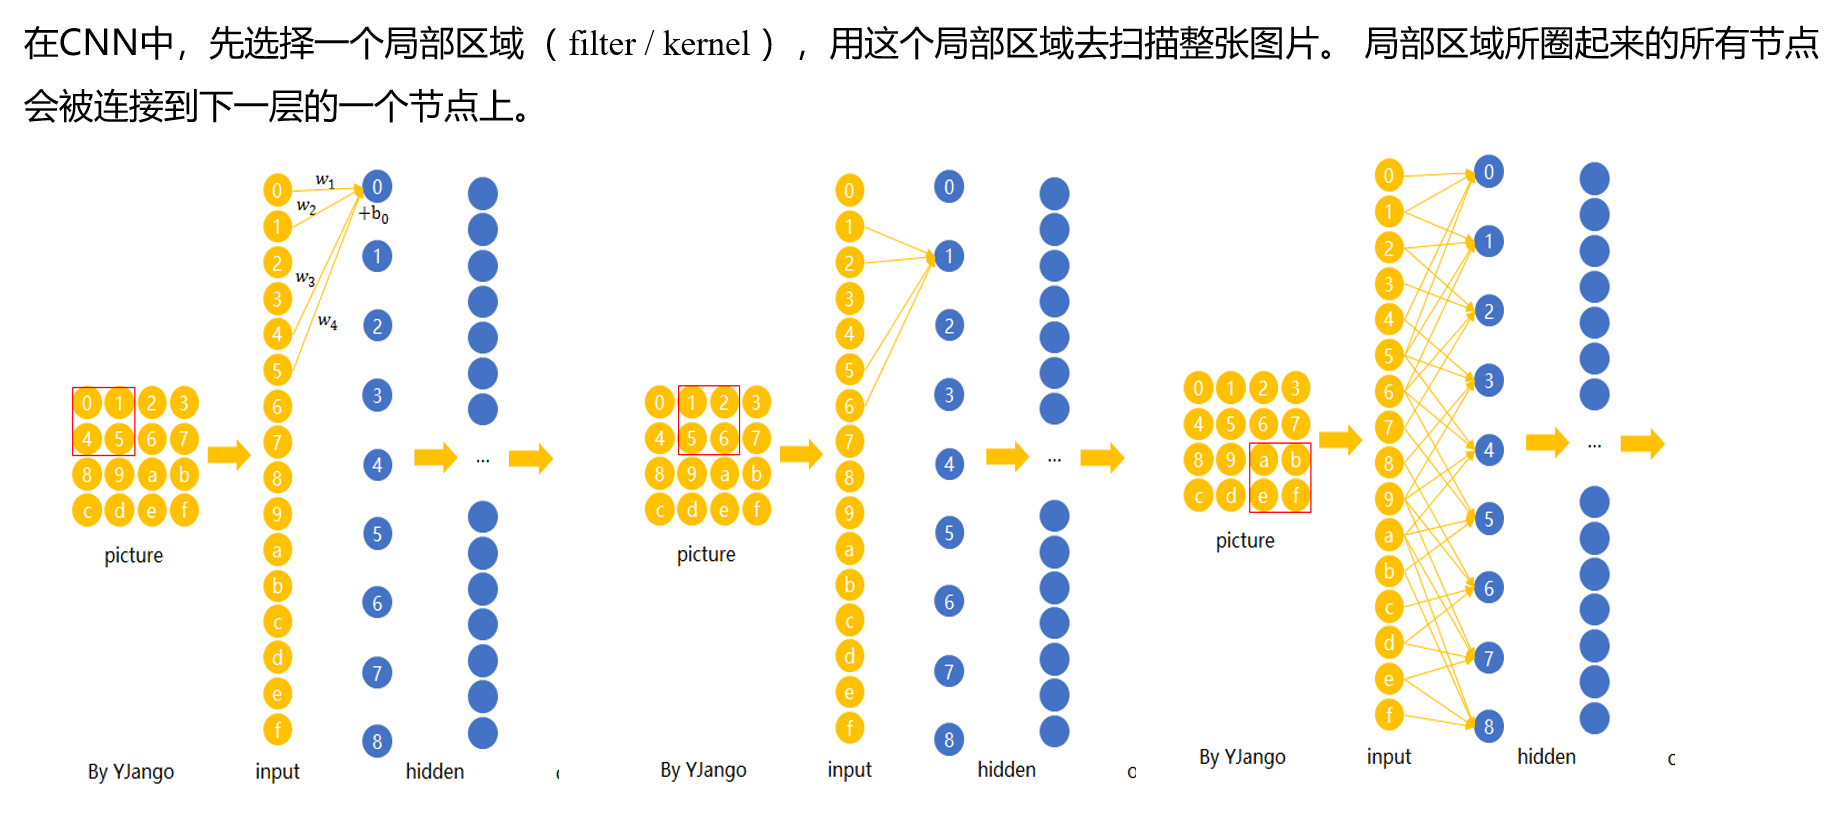 在CNN中，先选择一个局部区域（filter / kernel），用这个局部区域去扫描整张图片。 局部区域所圈起来的所有节点
会被连接到下一层的一个节点上。
0 1 2 3
4 5 6 7
8 9 a b
c d e f
picture
By YJango
0
1
2
3
4
5
6
7
8
9
a
b
c
d
e
f
input
w₁
w₂
w₃
w₄
+b₀
0
1
2
3
4
5
6
7
8
hidden
...
0 1 2 3
4 5 6 7
8 9 a b
c d e f
picture
By YJango
0
1
2
3
4
5
6
7
8
9
a
b
c
d
e
f
input
0
1
2
3
4
5
6
7
8
hidden
...
o
0 1 2 3
4 5 6 7
8 9 a b
c d e f
picture
By YJango
0
1
2
3
4
5
6
7
8
9
a
b
c
d
e
f
input
0
1
2
3
4
5
6
7
8
hidden
...